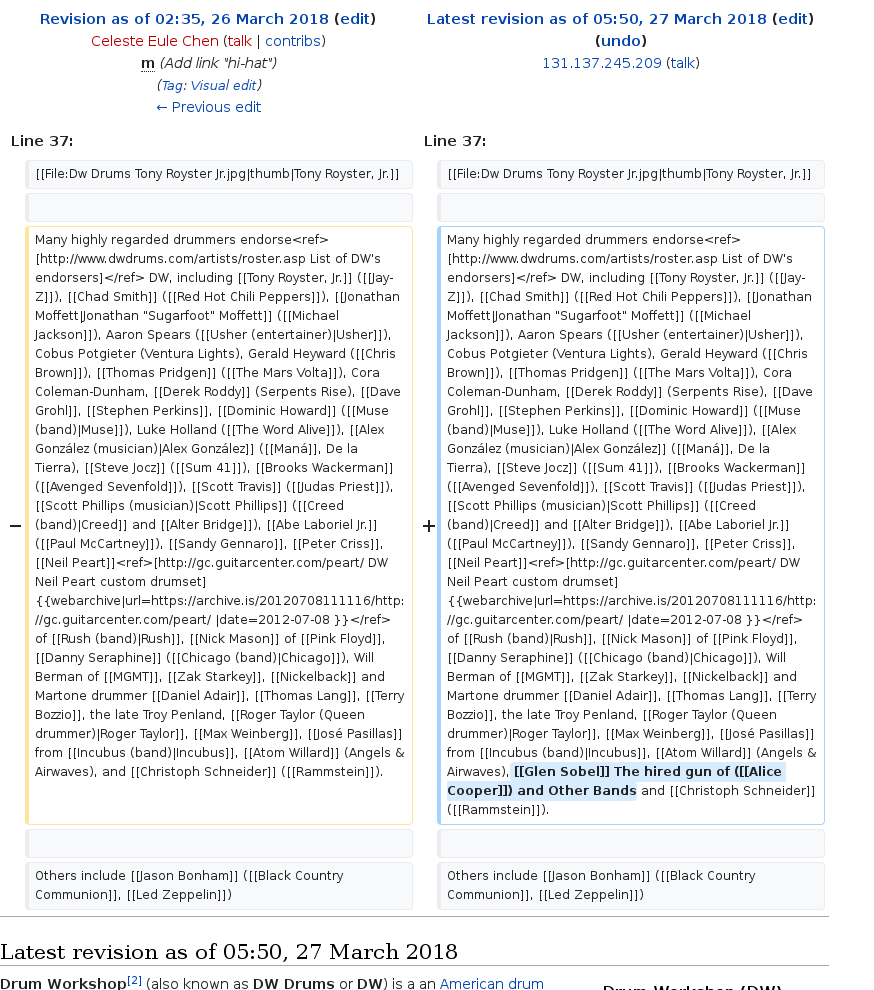 Revision as of 02:35, 26 March 2018 (edit)
Celeste Eule Chen (talk | contribs)
m (Add link "hi-hat")
(Tag: Visual edit)
← Previous edit
Latest revision as of 05:50, 27 March 2018 (edit)
(undo)
131.137.245.209 (talk)
Line 37:
Line 37:
[[File:Dw Drums Tony Royster Jr.jpg|thumb|Tony Royster, Jr.]]
[[File:Dw Drums Tony Royster Jr.jpg|thumb|Tony Royster, Jr.]]
−
Many highly regarded drummers endorse<ref>
[http://www.dwdrums.com/artists/roster.asp List of DW's
endorsers]</ref> DW, including [[Tony Royster, Jr.]] ([[Jay-
Z]]), [[Chad Smith]] ([[Red Hot Chili Peppers]]), [[Jonathan
Moffett|Jonathan "Sugarfoot" Moffett]] ([[Michael
Jackson]]), Aaron Spears ([[Usher (entertainer)|Usher]]),
Cobus Potgieter (Ventura Lights), Gerald Heyward ([[Chris
Brown]]), [[Thomas Pridgen]] ([[The Mars Volta]]), Cora
Coleman-Dunham, [[Derek Roddy]] (Serpents Rise), [[Dave
Grohl]], [[Stephen Perkins]], [[Dominic Howard]] ([[Muse
(band)|Muse]]), Luke Holland ([[The Word Alive]]), [[Alex
González (musician)|Alex González]] ([[Maná]], De la
Tierra), [[Steve Jocz]] ([[Sum 41]]), [[Brooks Wackerman]]
([[Avenged Sevenfold]]), [[Scott Travis]] ([[Judas Priest]]),
[[Scott Phillips (musician)|Scott Phillips]] ([[Creed
(band)|Creed]] and [[Alter Bridge]]), [[Abe Laboriel Jr.]]
([[Paul McCartney]]), [[Sandy Gennaro]], [[Peter Criss]],
[[Neil Peart]]<ref>[http://gc.guitarcenter.com/peart/ DW
Neil Peart custom drumset]
{{webarchive|url=https://archive.is/20120708111116/http:
//gc.guitarcenter.com/peart/ |date=2012-07-08 }}</ref>
of [[Rush (band)|Rush]], [[Nick Mason]] of [[Pink Floyd]],
[[Danny Seraphine]] ([[Chicago (band)|Chicago]]), Will
Berman of [[MGMT]], [[Zak Starkey]], [[Nickelback]] and
Martone drummer [[Daniel Adair]], [[Thomas Lang]], [[Terry
Bozzio]], the late Troy Penland, [[Roger Taylor (Queen
drummer)|Roger Taylor]], [[Max Weinberg]], [[José Pasillas]]
from [[Incubus (band)|Incubus]], [[Atom Willard]] (Angels &
Airwaves), and [[Christoph Schneider]] ([[Rammstein]]).
+
Many highly regarded drummers endorse<ref>
[http://www.dwdrums.com/artists/roster.asp List of DW's
endorsers]</ref> DW, including [[Tony Royster, Jr.]] ([[Jay-
Z]]), [[Chad Smith]] ([[Red Hot Chili Peppers]]), [[Jonathan
Moffett|Jonathan "Sugarfoot" Moffett]] ([[Michael
Jackson]]), Aaron Spears ([[Usher (entertainer)|Usher]]),
Cobus Potgieter (Ventura Lights), Gerald Heyward ([[Chris
Brown]]), [[Thomas Pridgen]] ([[The Mars Volta]]), Cora
Coleman-Dunham, [[Derek Roddy]] (Serpents Rise), [[Dave
Grohl]], [[Stephen Perkins]], [[Dominic Howard]] ([[Muse
(band)|Muse]]), Luke Holland ([[The Word Alive]]), [[Alex
González (musician)|Alex González]] ([[Maná]], De la
Tierra), [[Steve Jocz]] ([[Sum 41]]), [[Brooks Wackerman]]
([[Avenged Sevenfold]]), [[Scott Travis]] ([[Judas Priest]]),
[[Scott Phillips (musician)|Scott Phillips]] ([[Creed
(band)|Creed]] and [[Alter Bridge]]), [[Abe Laboriel Jr.]]
([[Paul McCartney]]), [[Sandy Gennaro]], [[Peter Criss]],
[[Neil Peart]]<ref>[http://gc.guitarcenter.com/peart/ DW
Neil Peart custom drumset]
{{webarchive|url=https://archive.is/20120708111116/http:
//gc.guitarcenter.com/peart/ |date=2012-07-08 }}</ref>
of [[Rush (band)|Rush]], [[Nick Mason]] of [[Pink Floyd]],
[[Danny Seraphine]] ([[Chicago (band)|Chicago]]), Will
Berman of [[MGMT]], [[Zak Starkey]], [[Nickelback]] and
Martone drummer [[Daniel Adair]], [[Thomas Lang]], [[Terry
Bozzio]], the late Troy Penland, [[Roger Taylor (Queen
drummer)|Roger Taylor]], [[Max Weinberg]], [[José Pasillas]]
from [[Incubus (band)|Incubus]], [[Atom Willard]] (Angels &
Airwaves), [[Glen Sobel]] The hired gun of ([[Alice
Cooper]]) and Other Bands and [[Christoph Schneider]]
([[Rammstein]]).
Others include [[Jason Bonham]] ([[Black Country
Communion]], [[Led Zeppelin]])
Others include [[Jason Bonham]] ([[Black Country
Communion]], [[Led Zeppelin]])
Latest revision as of 05:50, 27 March 2018
Drum Workshop[2] (also known as DW Drums or DW) is a an American drum
Drum Workshop (DW)